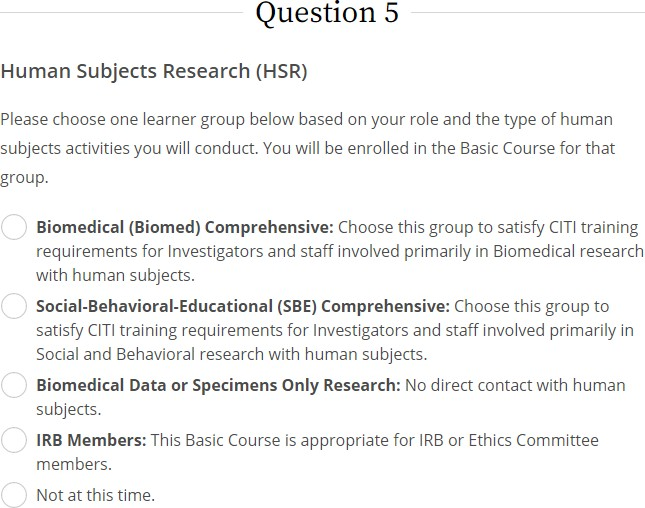 Question 5
Human Subjects Research (HSR)
Please choose one learner group below based on your role and the type of human
subjects activities you will conduct. You will be enrolled in the Basic Course for that
group.
Biomedical (Biomed) Comprehensive: Choose this group to satisfy CITI training
requirements for Investigators and staff involved primarily in Biomedical research
with human subjects.
Social-Behavioral-Educational (SBE) Comprehensive: Choose this group to
satisfy CITI training requirements for Investigators and staff involved primarily in
Social and Behavioral research with human subjects.
Biomedical Data or Specimens Only Research: No direct contact with human
subjects.
IRB Members: This Basic Course is appropriate for IRB or Ethics Committee
members.
Not at this time.